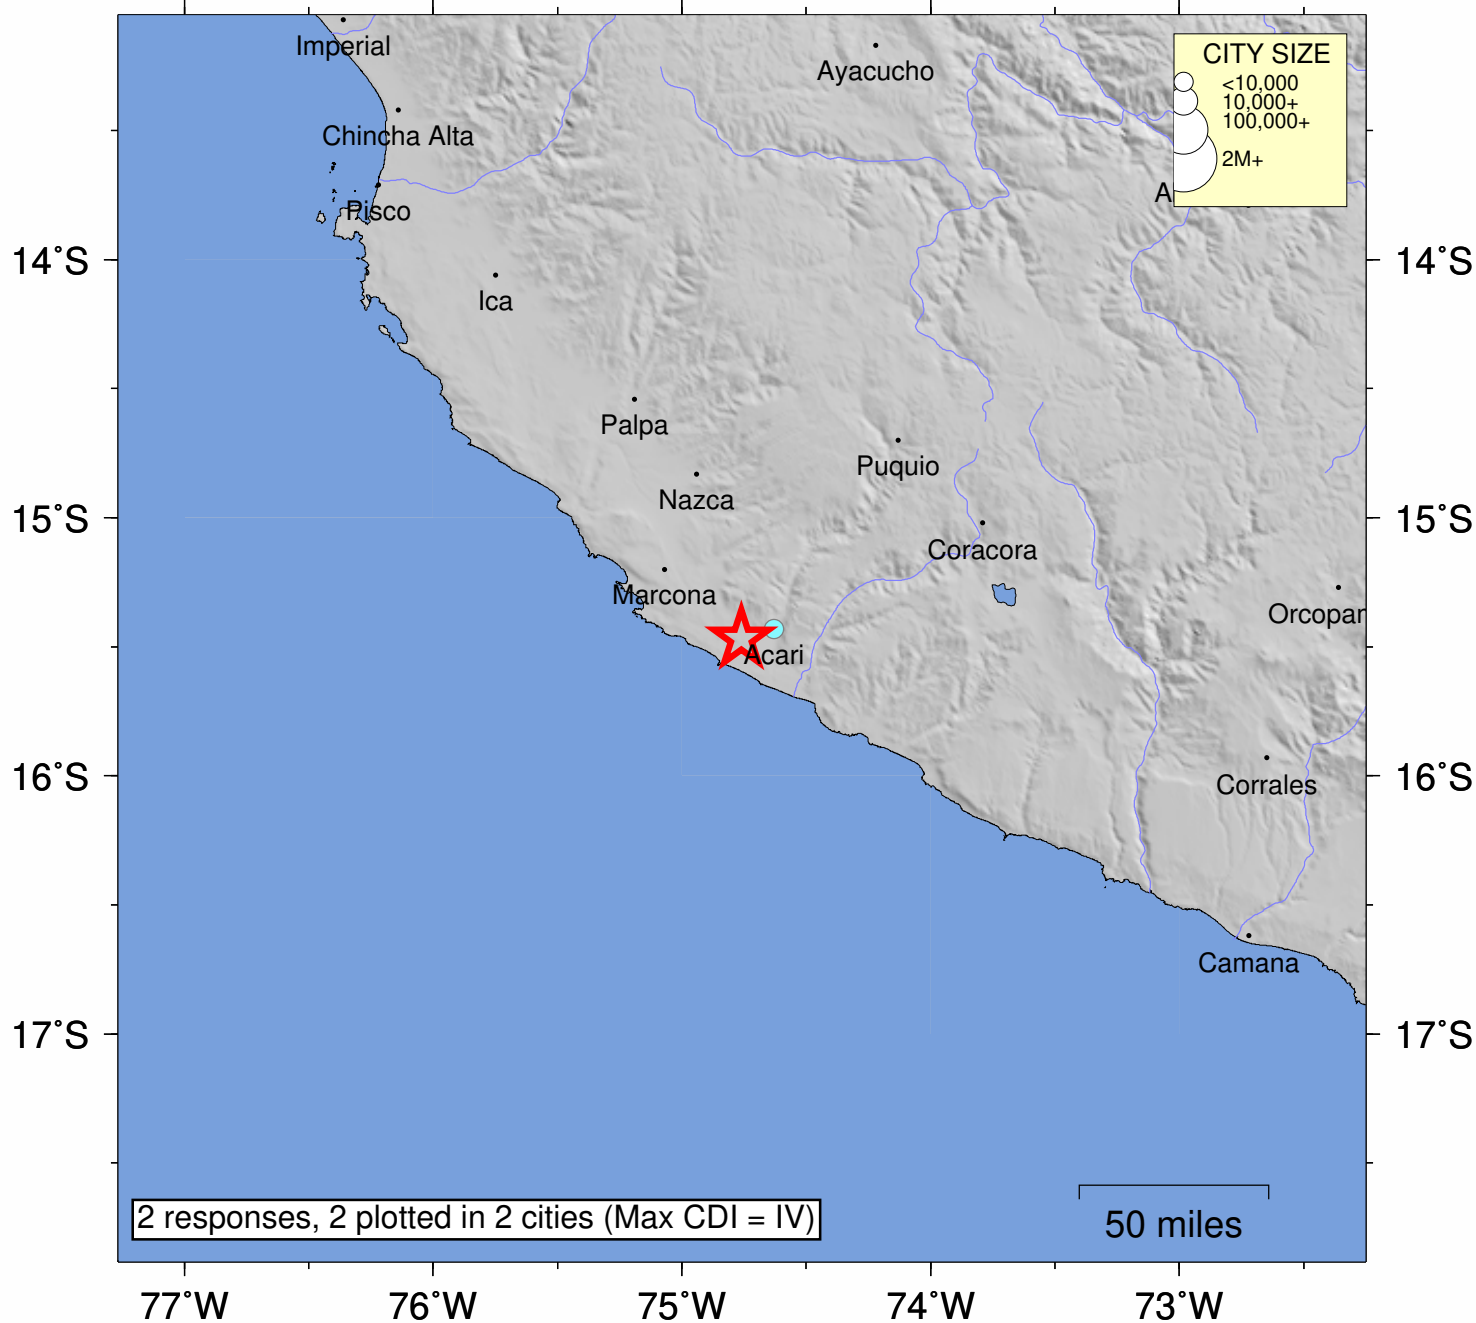 Imperial
Ayacucho
CITY SIZE
<10,000
10,000+
100,000+
2M+
Chincha Alta
A
Pisco
14˚S
14˚S
Ica
Palpa
Puquio
Nazca
15˚S
15˚S
Coracora
Marcona
Orcopar
Acari
16˚S
16˚S
Corrales
Camana
17˚S
17˚S
2 responses, 2 plotted in 2 cities (Max CDI = IV)
50 miles
77˚W
76˚W
75˚W
74˚W
73˚W